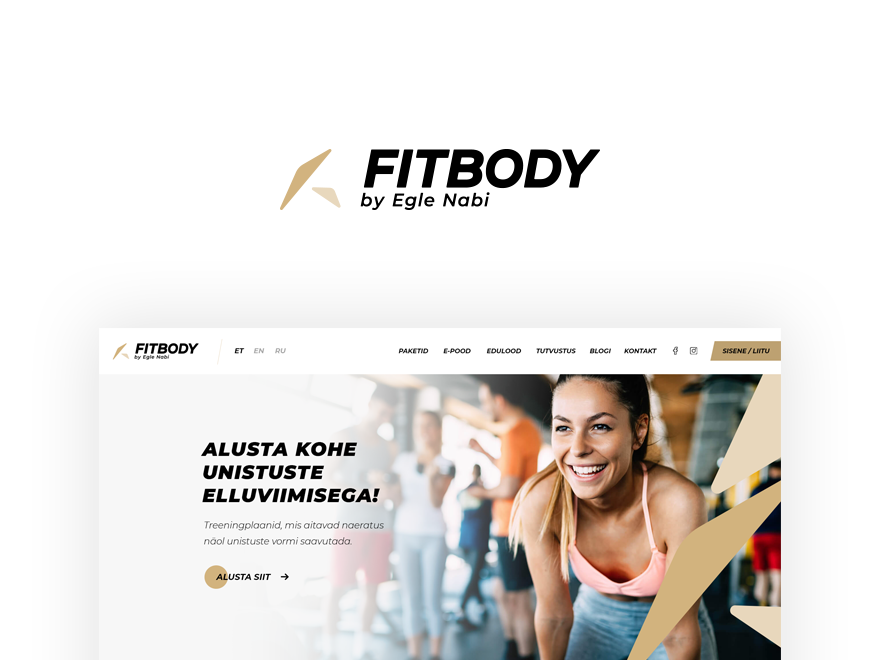 FITBODY
by Egle Nabi
FITBODY
by Egle Nabi
ET EN RU
PAKETID E-POOD EDULOOD TUTVUSTUS BLOGI KONTAKT
SISENE / LIITU
ALUSTA KOHE
UNISTUSTE
ELLUVIIMISEGA!
Treeningplaanid, mis aitavad naeratus
näol unistuste vormi saavutada.
ALUSTA SIIT